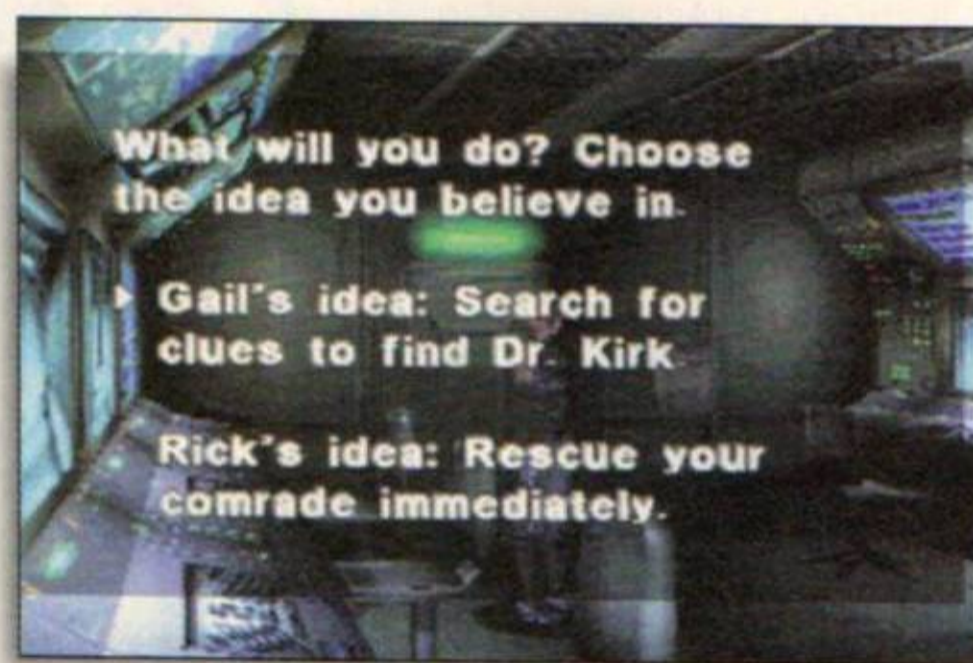 What will you do? Choose
the idea you believe in.
Gail's idea: Search for
clues to find Dr. Kirk.
Rick's idea: Rescue your
comrade immediately.